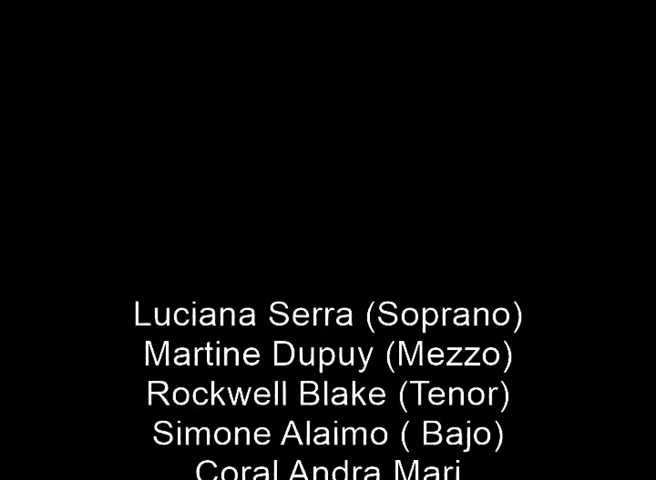 Luciana Serra (Soprano)
Martine Dupuy (Mezzo)
Rockwell Blake (Tenor)
Simone Alaimo ( Bajo)
Coral Andra Mari